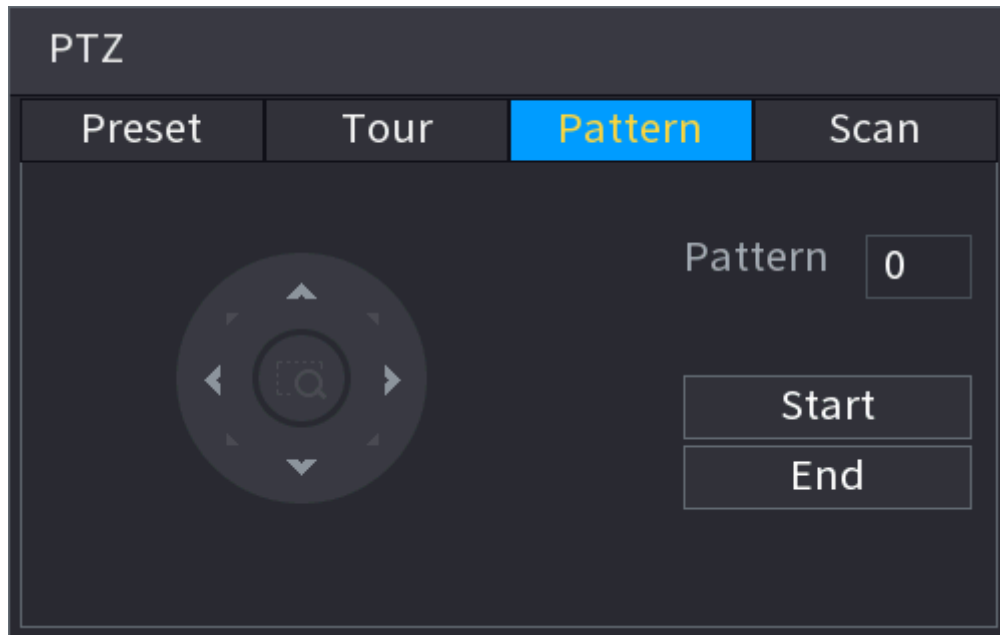 PTZ
Preset Tour Pattern Scan
Pattern 0
Start
End